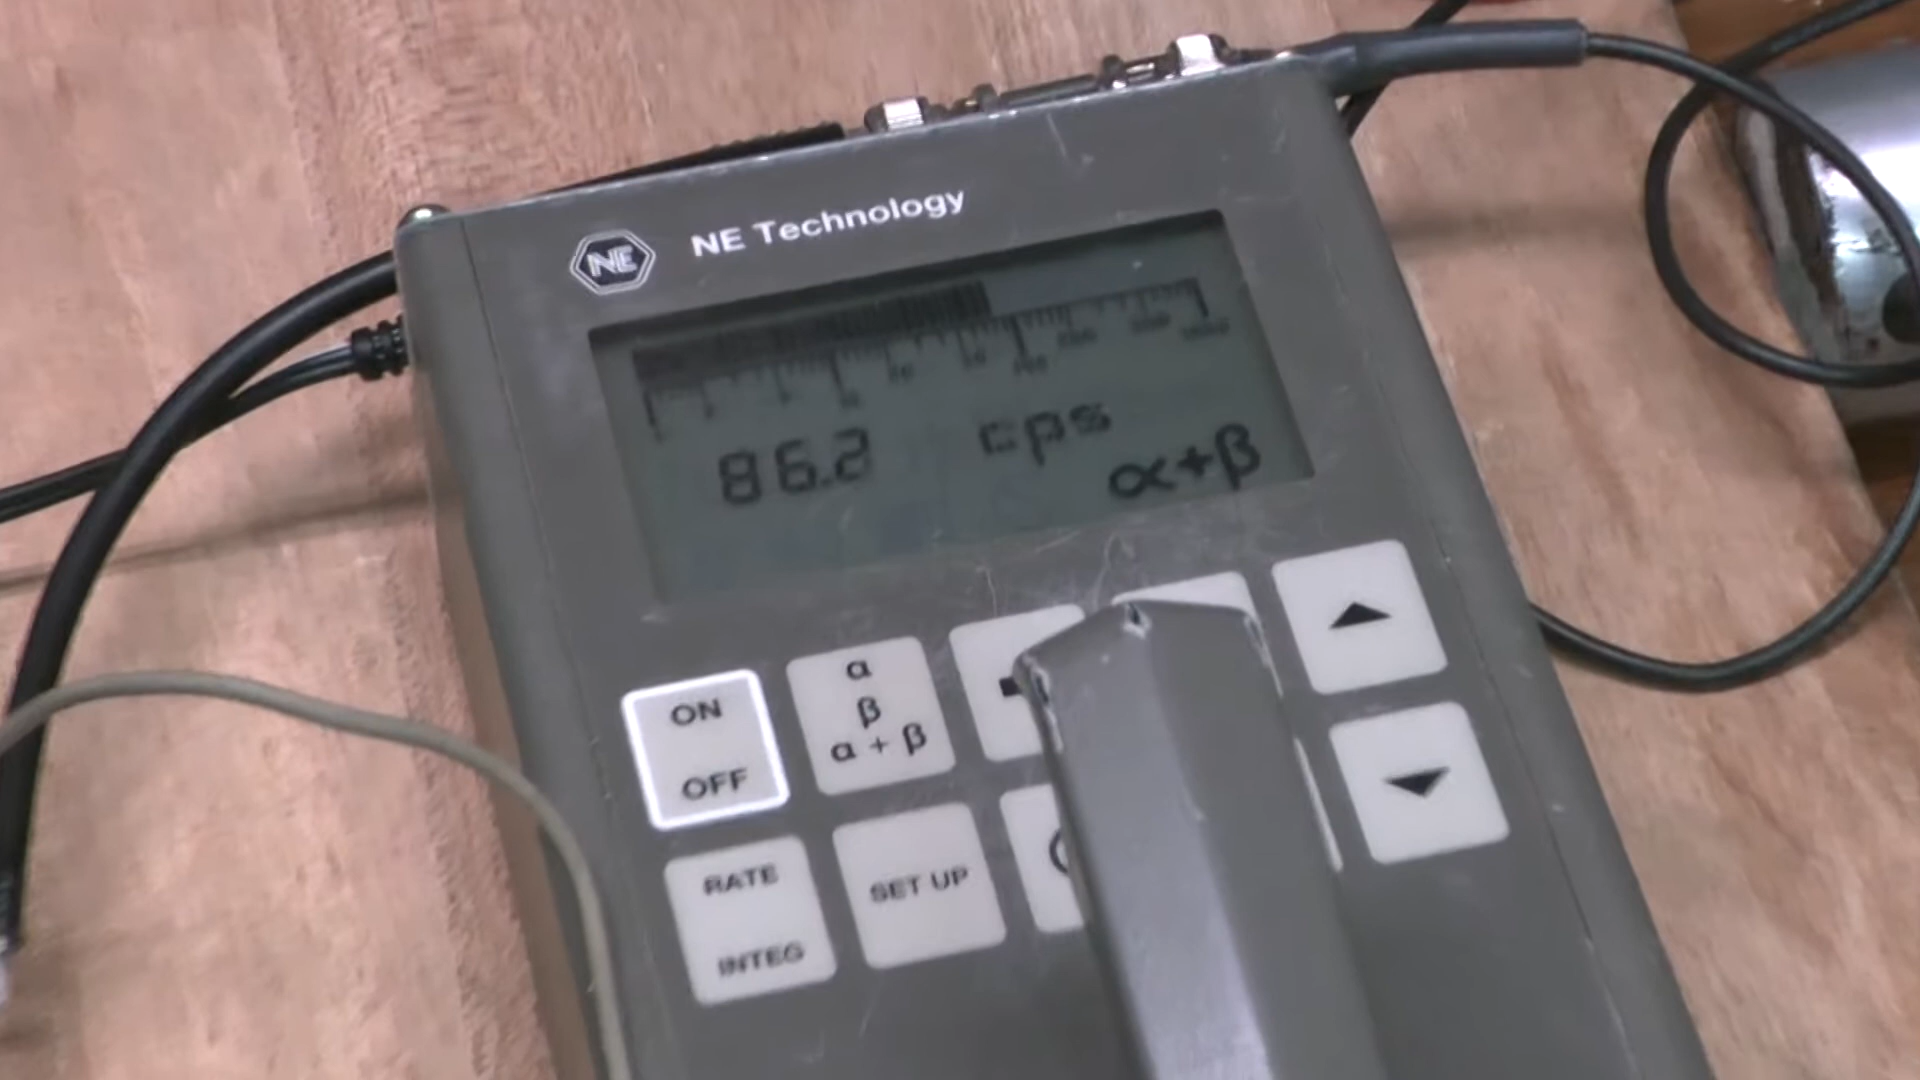 NE
NE Technology
86.2 cps
α+β
ON
OFF
α
β
α + β
RATE
INTEG
SET UP